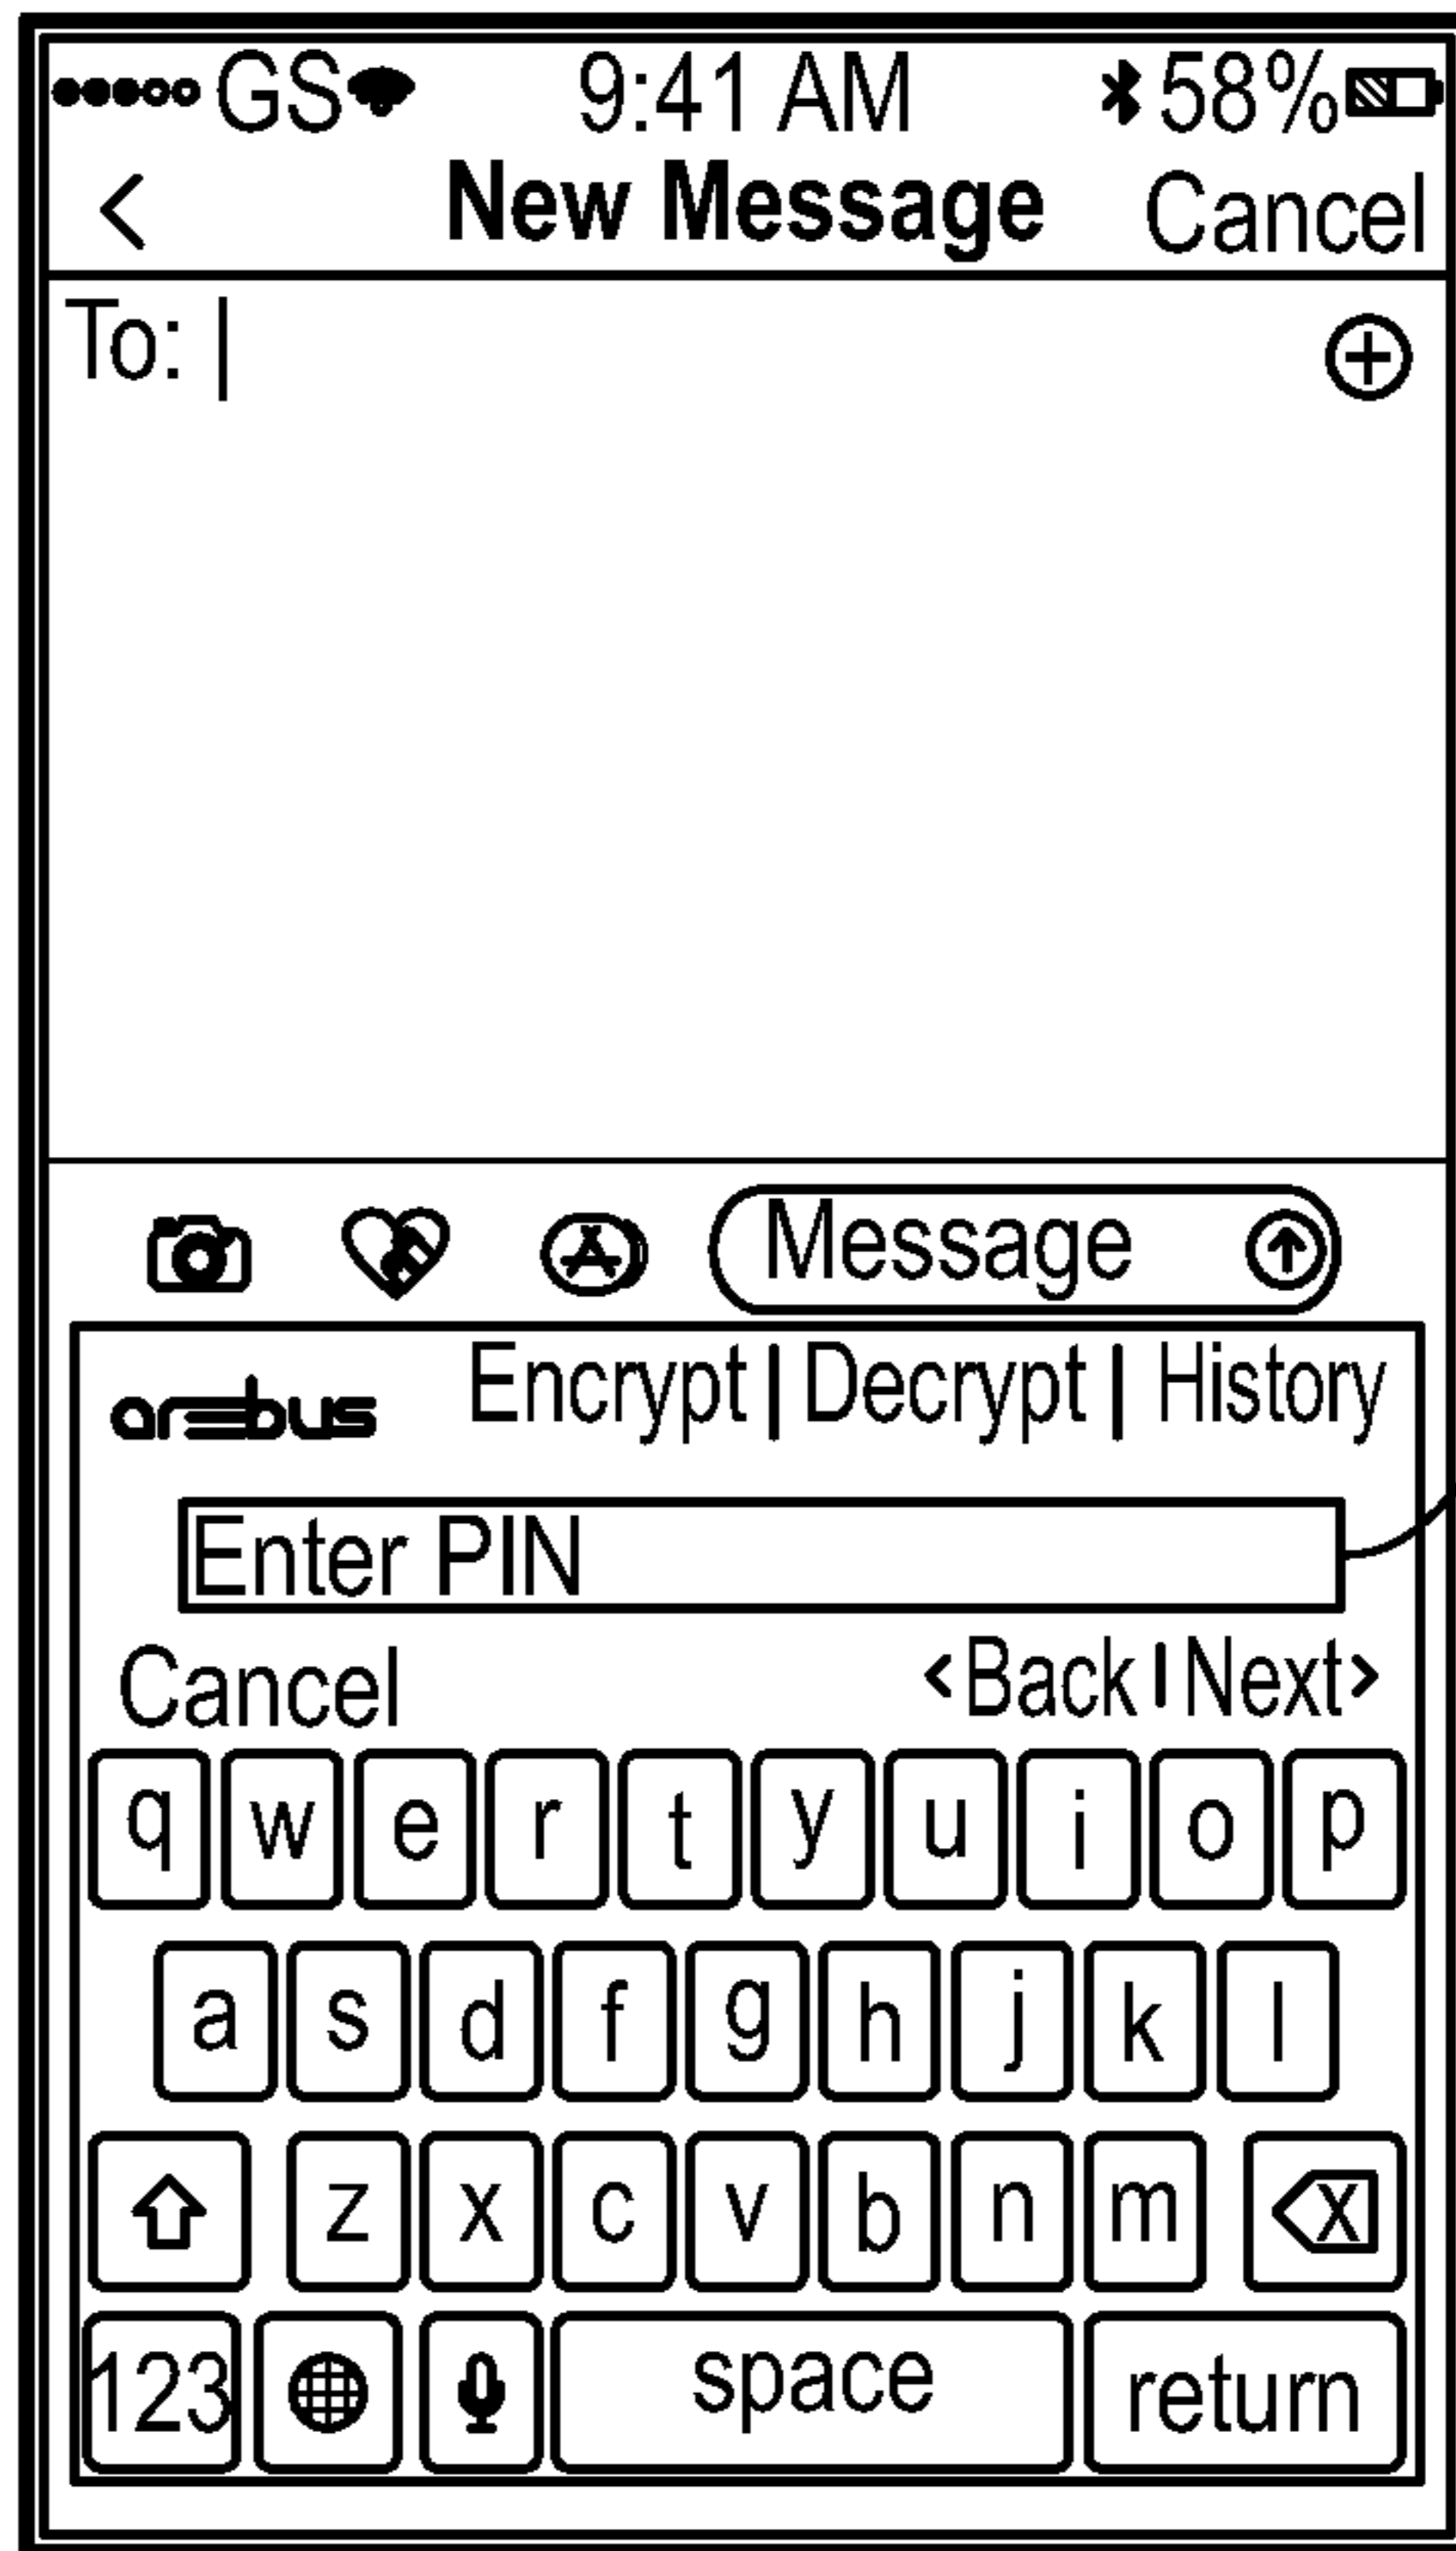 GS 9:41 AM 58%
< New Message Cancel
To:
Message
arebus Encrypt | Decrypt | History
Enter PIN
Cancel <Back | Next>
q w e r t y u i o p
a s d f g h j k l
z x c v b n m X
123 space return